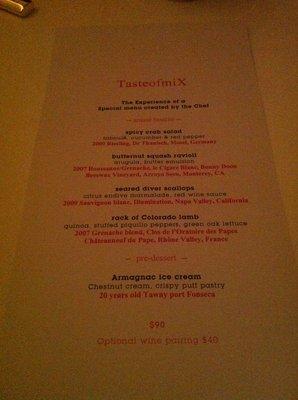 TasteofmiX
The Experience of a
Special menu created by the Chef
spicy crab salad
cucumber & red pepper
2009 Riesling, Dr Thanisch, Mosel, Germany
butternut squash ravioli
arugula, butter emulsion
2007 Roussanne/Grenache, le Cigare Blanc, Bonny Doon
Beeswax Vineyard, Arroyo Seco, Monterey, CA.
seared diver scallops
citrus endive marmalade, red wine sauce
2009 Sauvignon blanc, Illumination, Napa Valley, California
rack of Colorado lamb
quinoa, stuffed piquillo peppers, green oak lettuce
2007 Grenache blend, Clos de l'Oratoire des Papes
Châteauneuf du Pape, Rhône Valley, France
— pre-dessert —
Armagnac ice cream
Chestnut cream, crispy puff pastry
20 years old Tawny port Fonseca
$90
Optional wine pairing $40